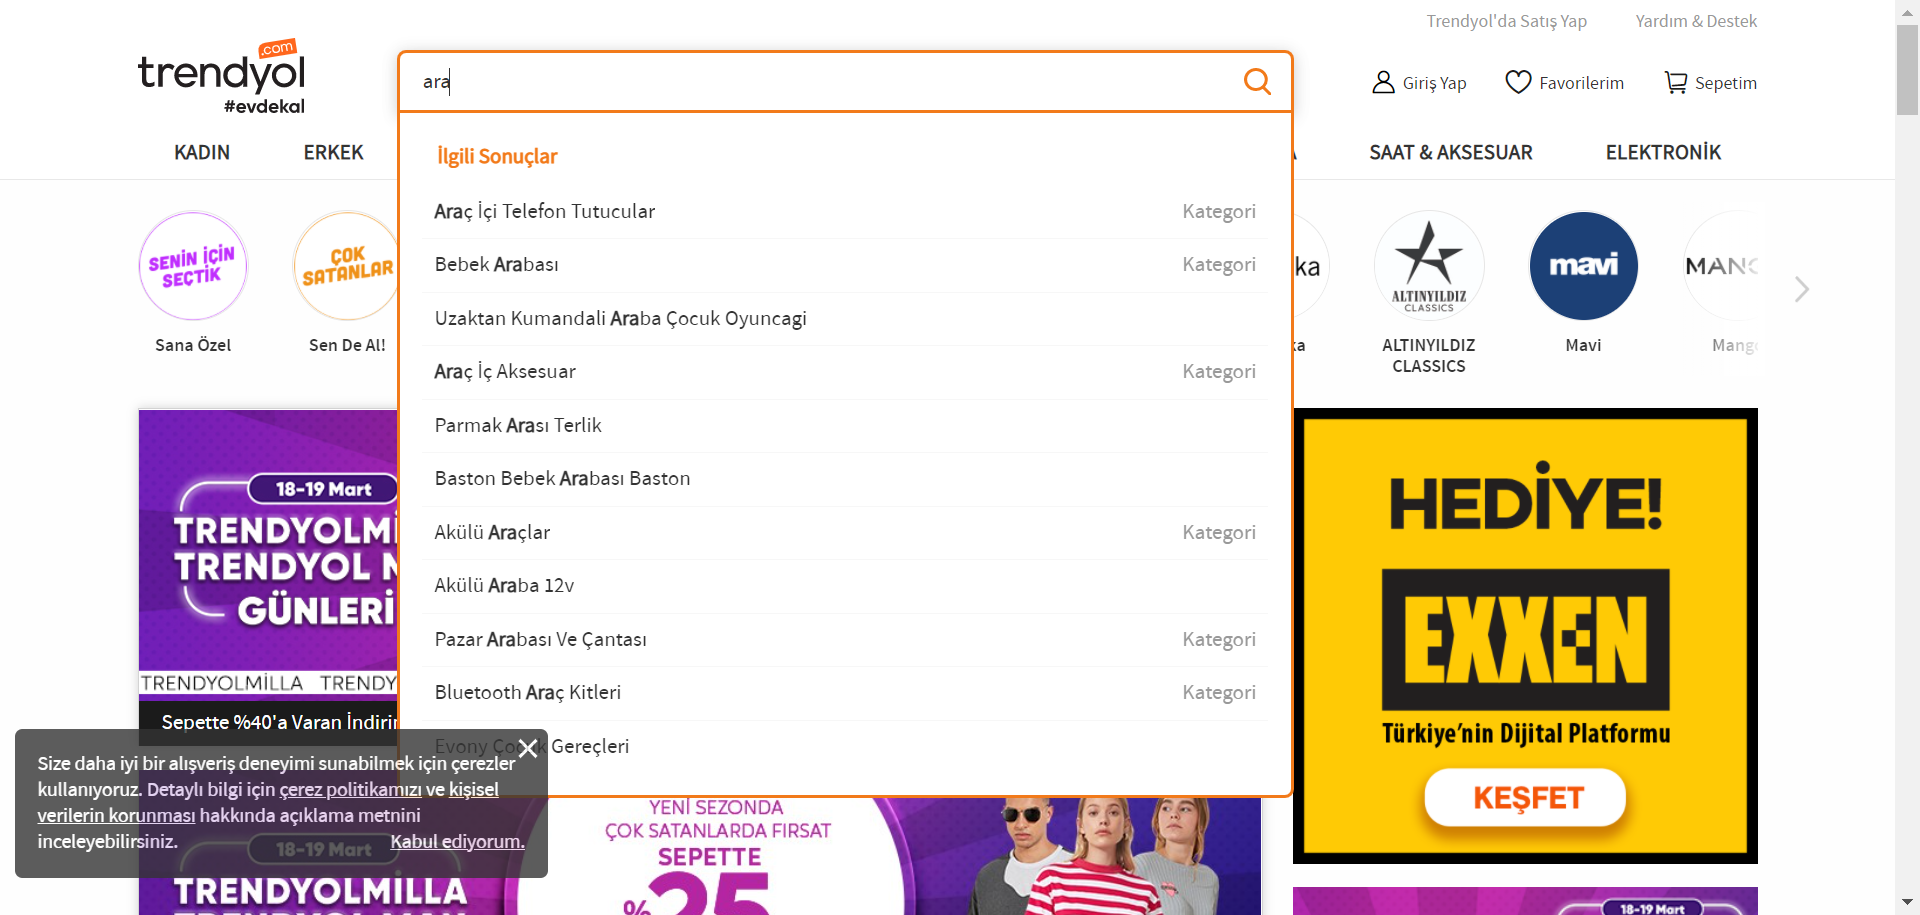 Trendyol'da Satış Yap
Yardım & Destek
trendyol
.com
#evdekal
ara
Giriş Yap
Favorilerim
Sepetim
KADIN
ERKEK
SAAT & AKSESUAR
ELEKTRONİK
İlgili Sonuçlar
Araç İçi Telefon Tutucular Kategori
Bebek Arabası Kategori
Uzaktan Kumandali Araba Çocuk Oyuncagi
Araç İç Aksesuar Kategori
Parmak Arası Terlik
Baston Bebek Arabası Baston
Akülü Araçlar Kategori
Akülü Araba 12v
Pazar Arabası Ve Çantası Kategori
Bluetooth Araç Kitleri Kategori
Evony Çocuk Gereçleri
SENİN İÇİN
SEÇTİK
Sana Özel
ÇOK
SATANLAR
Sen De Al!
ka
ka
ALTINYILDIZ
CLASSICS
ALTINYILDIZ
CLASSICS
mavi
Mavi
MANG
Mango
18-19 Mart
TRENDYOLMİ
TRENDYOL M
GÜNLERİ
TRENDYOLMILLA TRENDY
Sepette %40'a Varan İndirim
HEDİYE!
EXXEN
Türkiye'nin Dijital Platformu
KEŞFET
Size daha iyi bir alışveriş deneyimi sunabilmek için çerezler
kullanıyoruz. Detaylı bilgi için çerez politikamızı ve kişisel
verilerin korunması hakkında açıklama metnini
inceleyebilirsiniz.
Kabul ediyorum.
18-19 Mart
TRENDYOLMİLLA
YENİ SEZONDA
ÇOK SATANLARDA FIRSAT
SEPETTE
%25
18-19 Mart